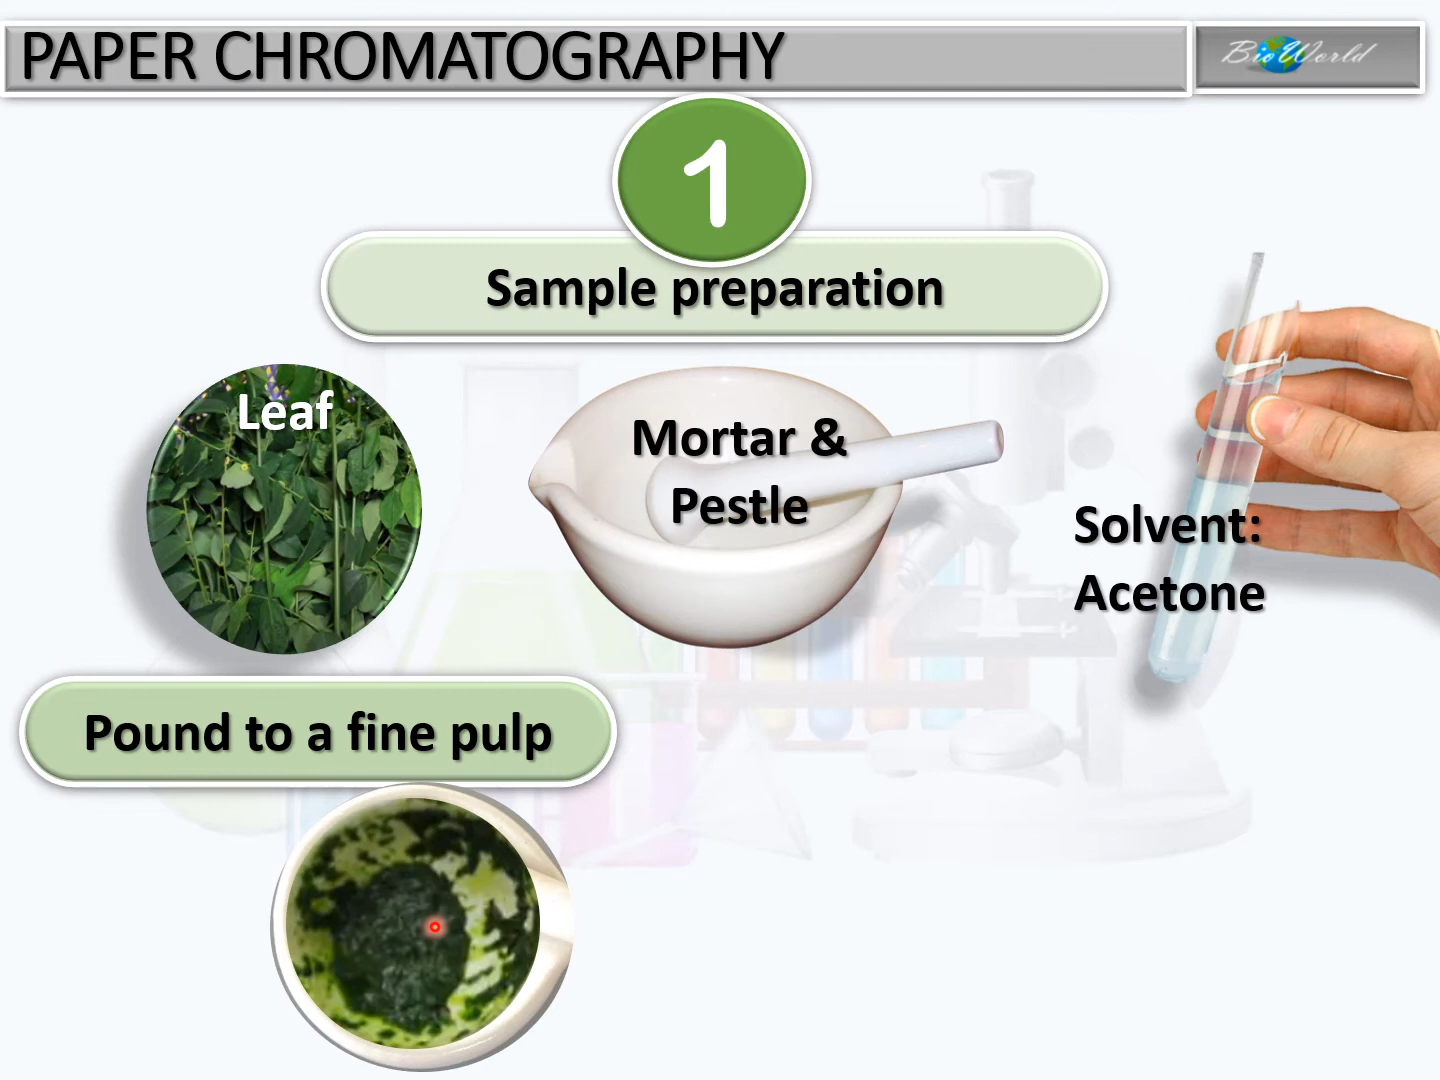 PAPER CHROMATOGRAPHY
BioWorld
1
Sample preparation
Leaf
Mortar &
Pestle
Solvent:
Acetone
Pound to a fine pulp